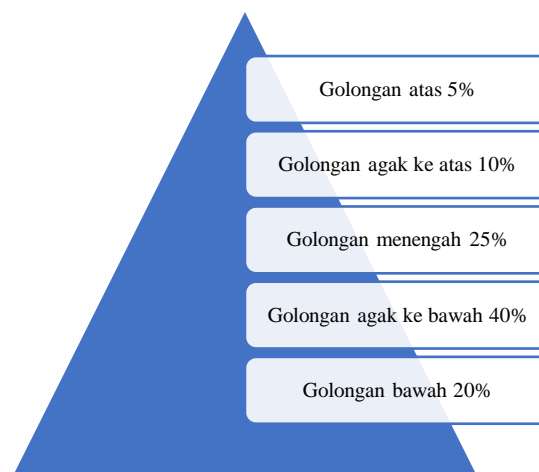 Golongan atas 5%
Golongan agak ke atas 10%
Golongan menengah 25%
Golongan agak ke bawah 40%
Golongan bawah 20%